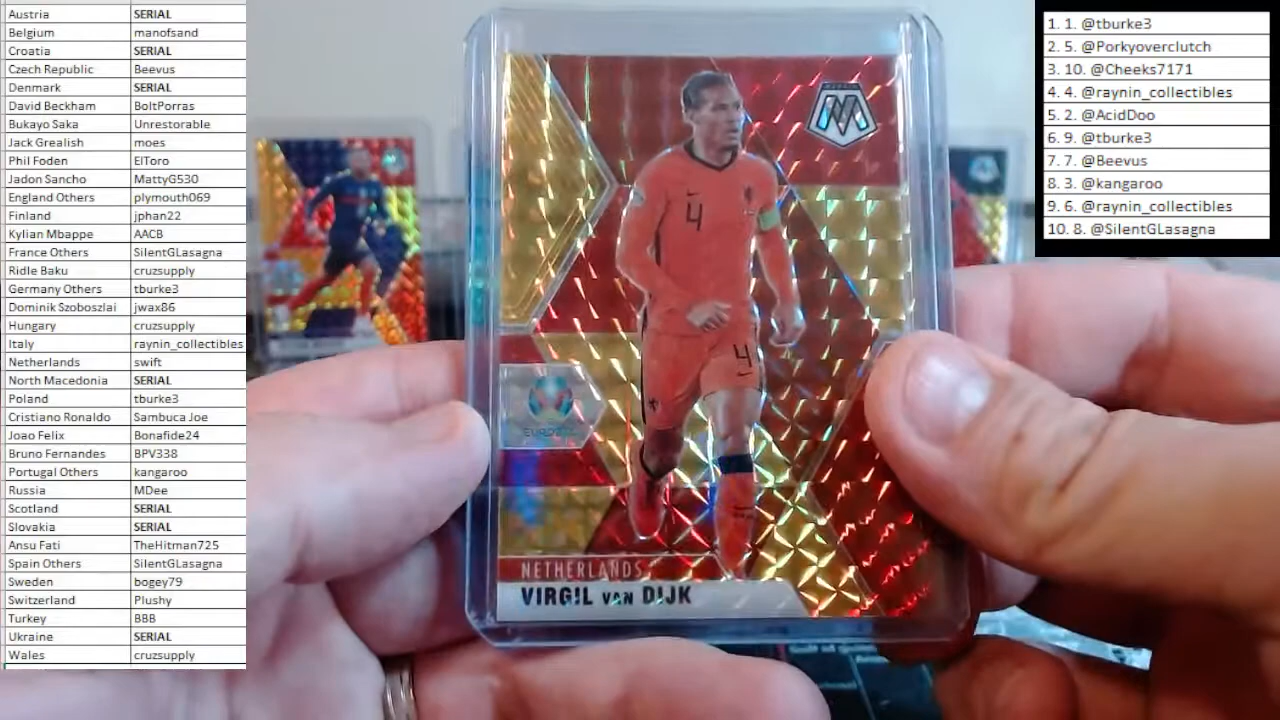 Austria SERIAL
Belgium manofsand
Croatia SERIAL
Czech Republic Beevus
Denmark SERIAL
David Beckham BoltPorras
Bukayo Saka Unrestorable
Jack Grealish moes
Phil Foden ElToro
Jadon Sancho MattyG530
England Others plymouth069
Finland jphan22
Kylian Mbappe AACB
France Others SilentGLasagna
Ridle Baku cruzsupply
Germany Others tburke3
Dominik Szoboszlai jwax86
Hungary cruzsupply
Italy raynin_collectibles
Netherlands swift
North Macedonia SERIAL
Poland tburke3
Cristiano Ronaldo Sambuca Joe
Joao Felix Bonafide24
Bruno Fernandes BPV338
Portugal Others kangaroo
Russia MDee
Scotland SERIAL
Slovakia SERIAL
Ansu Fati TheHitman725
Spain Others SilentGLasagna
Sweden bogey79
Switzerland Plushy
Turkey BBB
Ukraine SERIAL
Wales cruzsupply
4
4
NETHERLANDS
VIRGIL VAN DIJK
1. 1. @tburke3
2. 5. @Porkyoverclutch
3. 10. @Cheeks7171
4. 4. @raynin_collectibles
5. 2. @AcidDoo
6. 9. @tburke3
7. 7. @Beevus
8. 3. @kangaroo
9. 6. @raynin_collectibles
10. 8. @SilentGLasagna